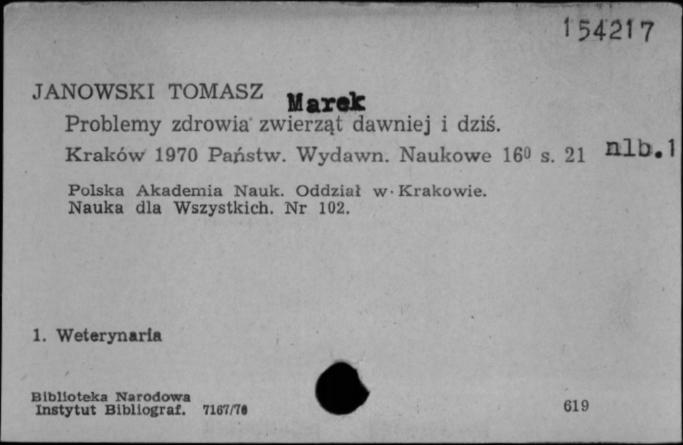 154217
JANOWSKI TOMASZ Marek
Problemy zdrowia zwierząt dawniej i dziś.
Kraków 1970 Państw. Wydawn. Naukowe 16⁰ s. 21 nlb.1
Polska Akademia Nauk. Oddział w Krakowie.
Nauka dla Wszystkich. Nr 102.
1. Weterynaria
Biblioteka Narodowa
Instytut Bibliograf. 7167/70
619